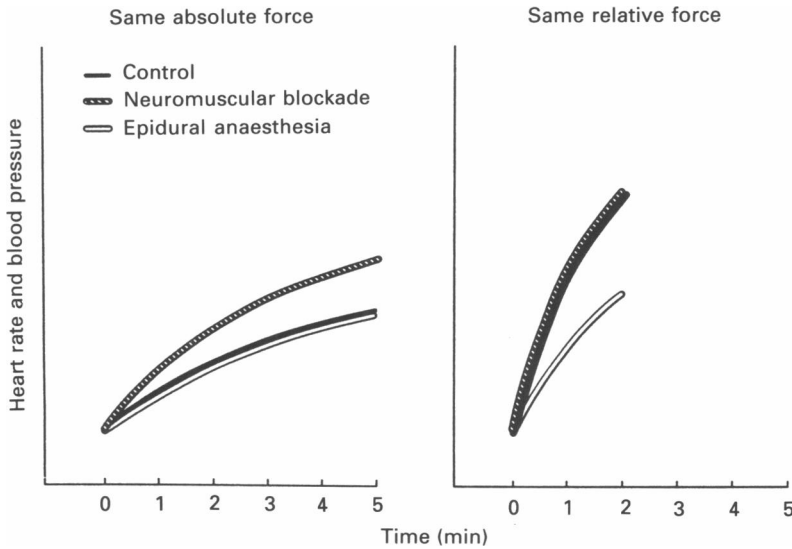 Same absolute force
Same relative force
Control
Neuromuscular blockade
Epidural anaesthesia
Heart rate and blood pressure
0 1 2 3 4 5
0 1 2 3 4 5
Time (min)